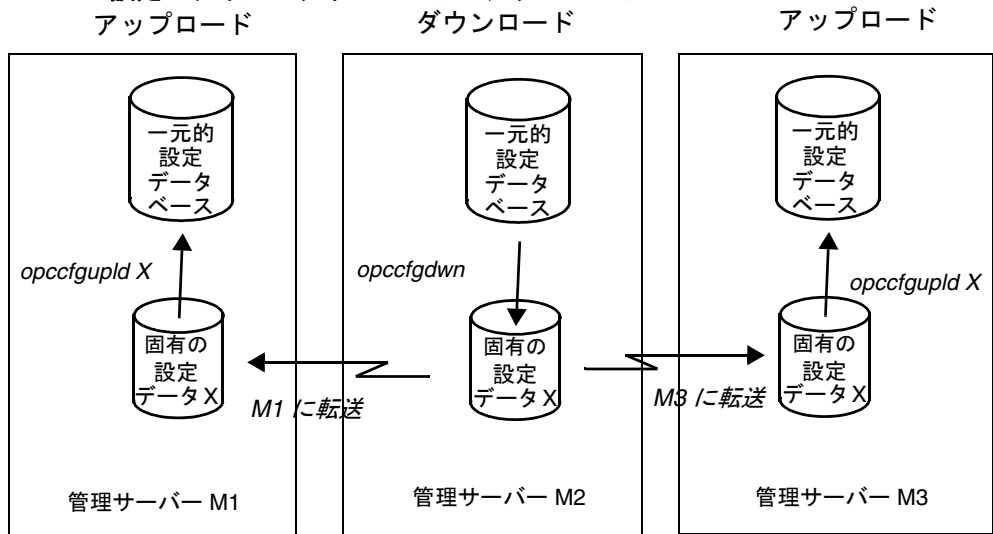 アップロード
ダウンロード
アップロード
一元的
設定
データ
ベース
一元的
設定
データ
ベース
一元的
設定
データ
ベース
opccfgupld X
opccfgdwn
opccfgupld X
固有の
設定
データ X
固有の
設定
データ X
固有の
設定
データ X
M1 に転送
M3 に転送
管理サーバー M1
管理サーバー M2
管理サーバー M3